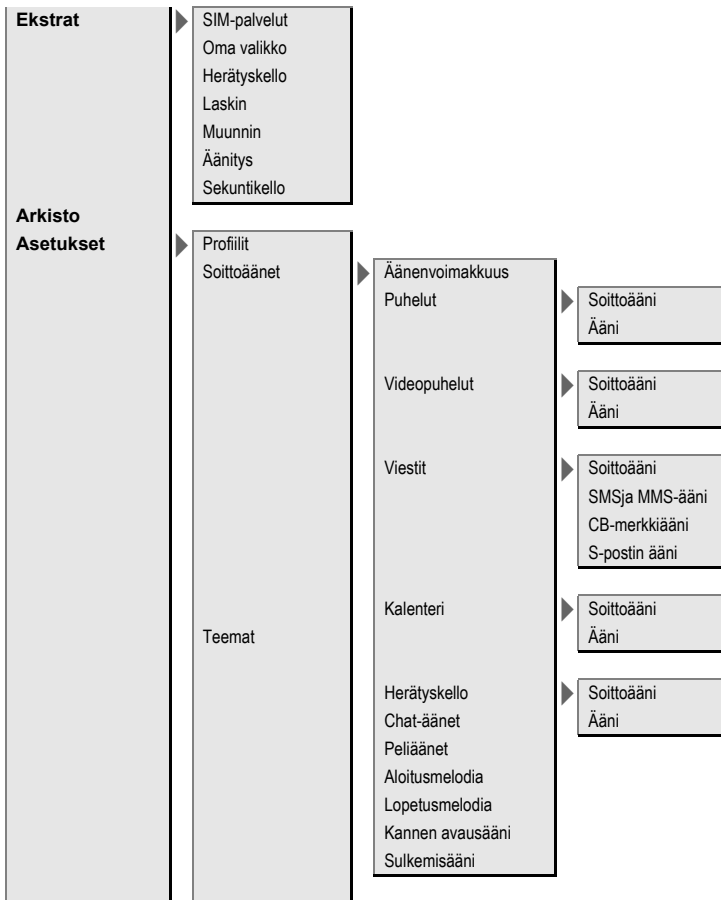 Ekstrat
SIM-palvelut
Oma valikko
Herätyskello
Laskin
Muunnin
Äänitys
Sekuntikello
Arkisto
Asetukset
Profiilit
Soittoäänet
Äänenvoimakkuus
Puhelut
Soittoääni
Ääni
Videopuhelut
Soittoääni
Ääni
Viestit
Soittoääni
SMSja MMS-ääni
CB-merkkiääni
S-postin ääni
Kalenteri
Soittoääni
Ääni
Teemat
Herätyskello
Soittoääni
Ääni
Chat-äänet
Peliäänet
Aloitusmelodia
Lopetusmelodia
Kannen avausääni
Sulkemisääni